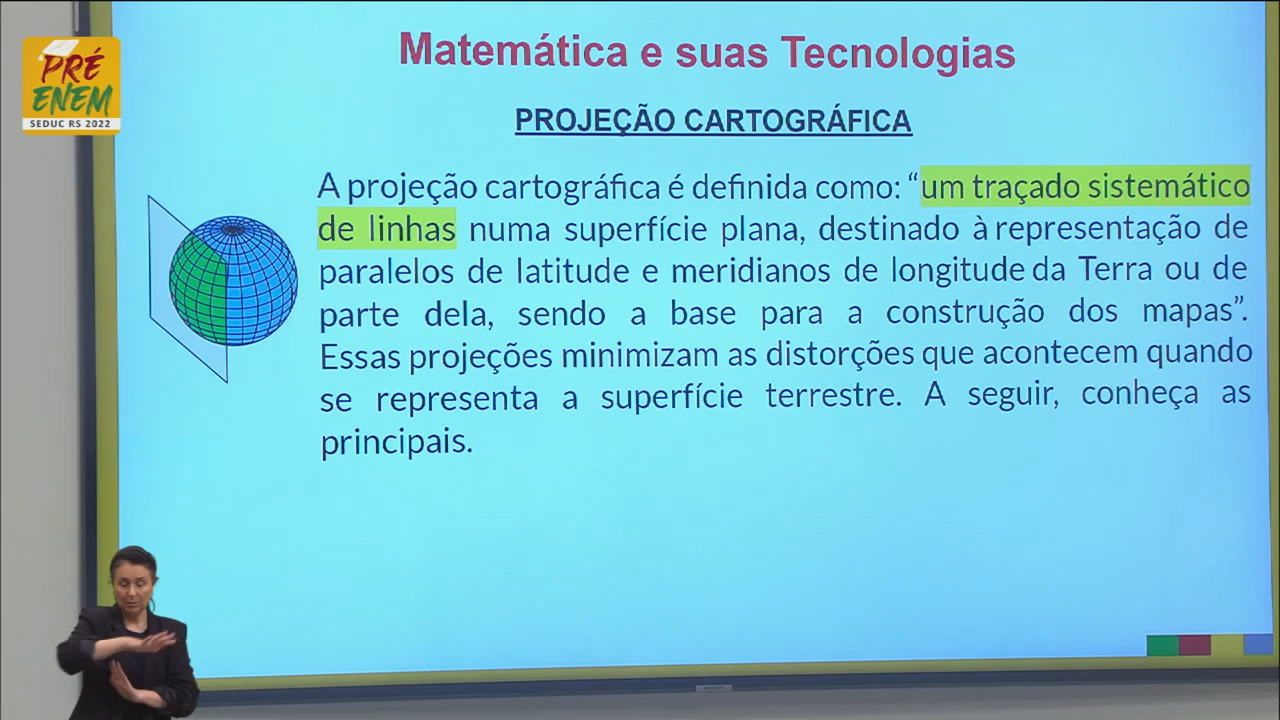 PRÉ
ENEM
SEDUC RS 2022
Matemática e suas Tecnologias
PROJEÇÃO CARTOGRÁFICA
A projeção cartográfica é definida como: “um traçado sistemático
de linhas numa superfície plana, destinado à representação de
paralelos de latitude e meridianos de longitude da Terra ou de
parte dela, sendo a base para a construção dos mapas”.
Essas projeções minimizam as distorções que acontecem quando
se representa a superfície terrestre. A seguir, conheça as
principais.